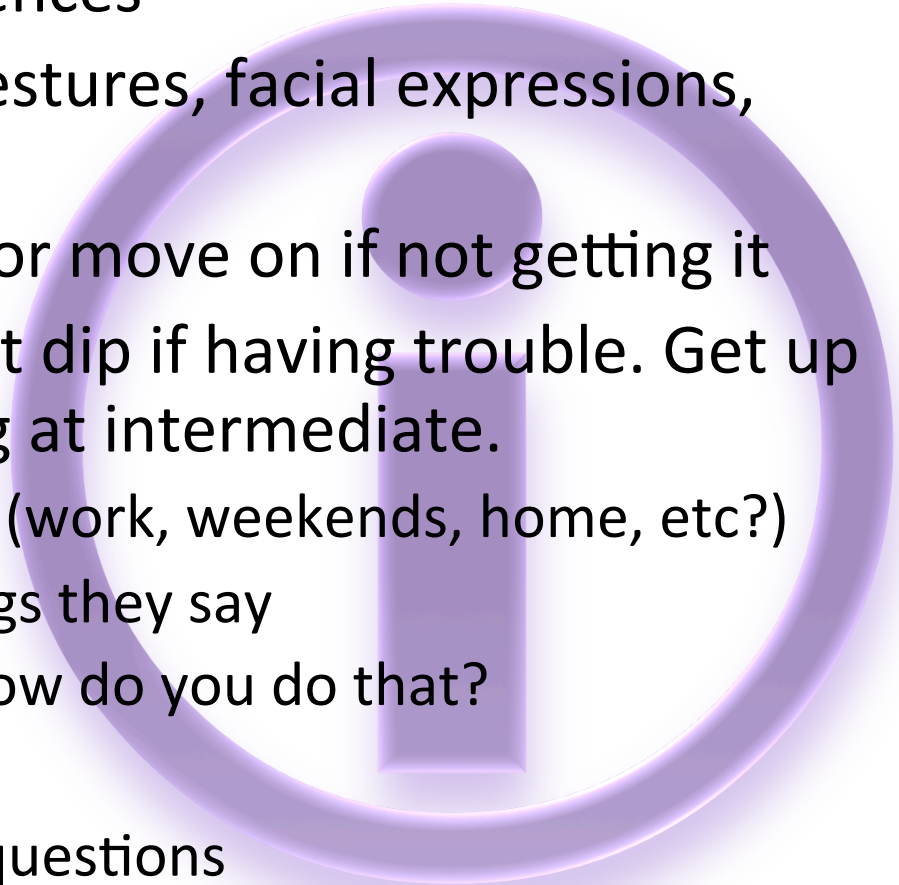 ences
estures, facial expressions,
or move on if not getting it
t dip if having trouble. Get up
g at intermediate.
(work, weekends, home, etc?)
gs they say
ow do you do that?
questions